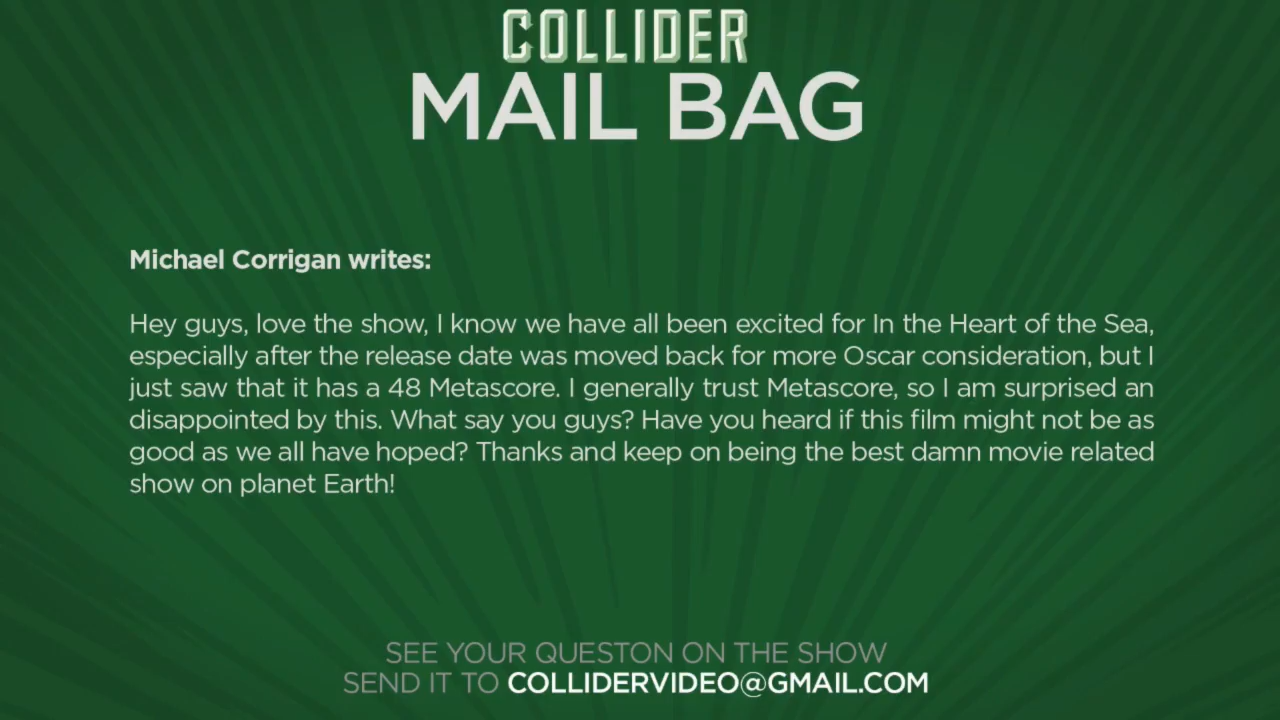 COLLIDER
MAIL BAG
Michael Corrigan writes:
Hey guys, love the show, I know we have all been excited for In the Heart of the Sea,
especially after the release date was moved back for more Oscar consideration, but I
just saw that it has a 48 Metascore. I generally trust Metascore, so I am surprised an
disappointed by this. What say you guys? Have you heard if this film might not be as
good as we all have hoped? Thanks and keep on being the best damn movie related
show on planet Earth!
SEE YOUR QUESTON ON THE SHOW
SEND IT TO COLLIDERVIDEO@GMAIL.COM